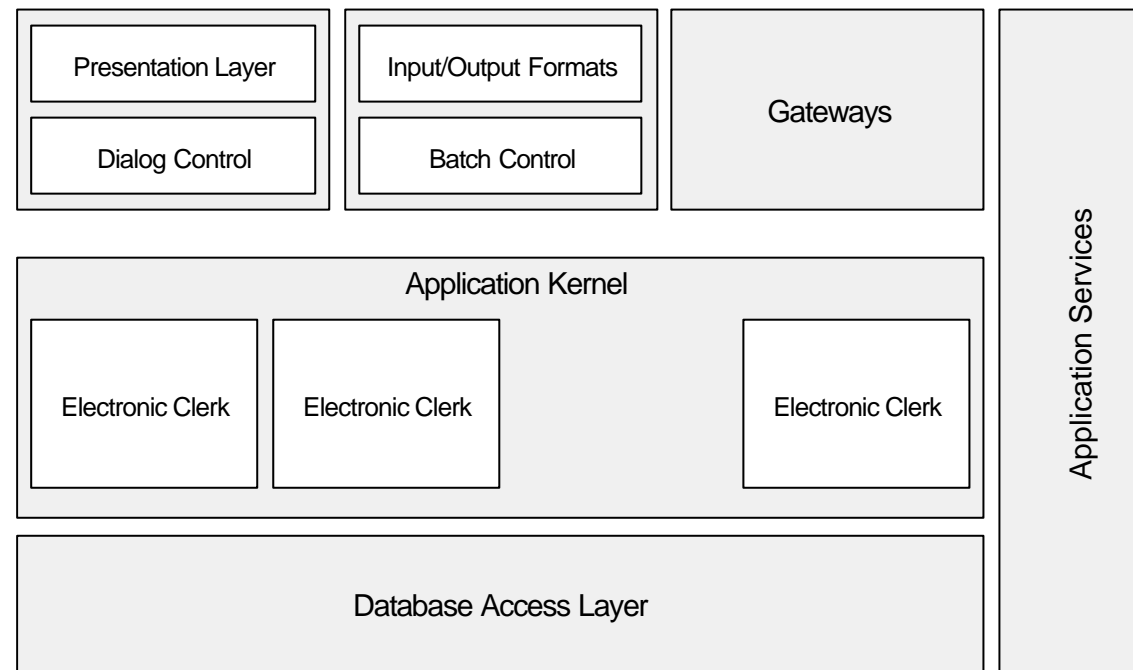 Presentation Layer
Dialog Control
Input/Output Formats
Batch Control
Gateways
Application Kernel
Electronic Clerk
Electronic Clerk
Electronic Clerk
Database Access Layer
Application Services